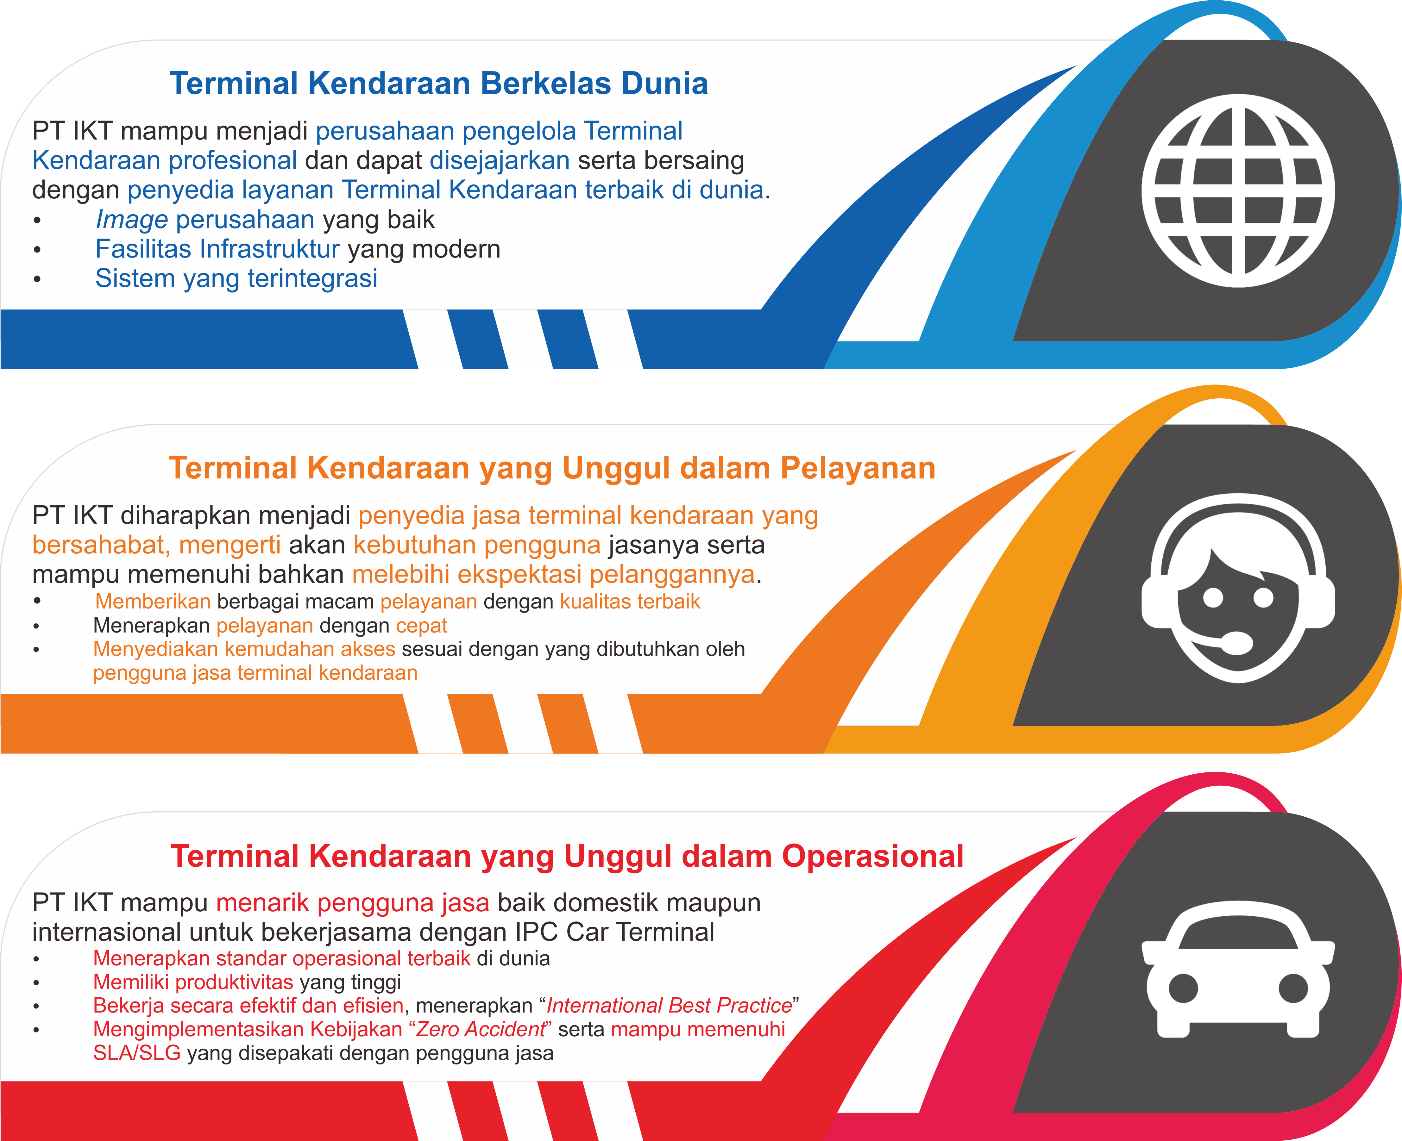 Terminal Kendaraan Berkelas Dunia
PT IKT mampu menjadi perusahaan pengelola Terminal
Kendaraan profesional dan dapat disejajarkan serta bersaing
dengan penyedia layanan Terminal Kendaraan terbaik di dunia.
• Image perusahaan yang baik
• Fasilitas Infrastruktur yang modern
• Sistem yang terintegrasi
Terminal Kendaraan yang Unggul dalam Pelayanan
PT IKT diharapkan menjadi penyedia jasa terminal kendaraan yang
bersahabat, mengerti akan kebutuhan pengguna jasanya serta
mampu memenuhi bahkan melebihi ekspektasi pelanggannya.
• Memberikan berbagai macam pelayanan dengan kualitas terbaik
• Menerapkan pelayanan dengan cepat
• Menyediakan kemudahan akses sesuai dengan yang dibutuhkan oleh
pengguna jasa terminal kendaraan
Terminal Kendaraan yang Unggul dalam Operasional
PT IKT mampu menarik pengguna jasa baik domestik maupun
internasional untuk bekerjasama dengan IPC Car Terminal
• Menerapkan standar operasional terbaik di dunia
• Memiliki produktivitas yang tinggi
• Bekerja secara efektif dan efisien, menerapkan “International Best Practice”
• Mengimplementasikan Kebijakan “Zero Accident” serta mampu memenuhi
SLA/SLG yang disepakati dengan pengguna jasa